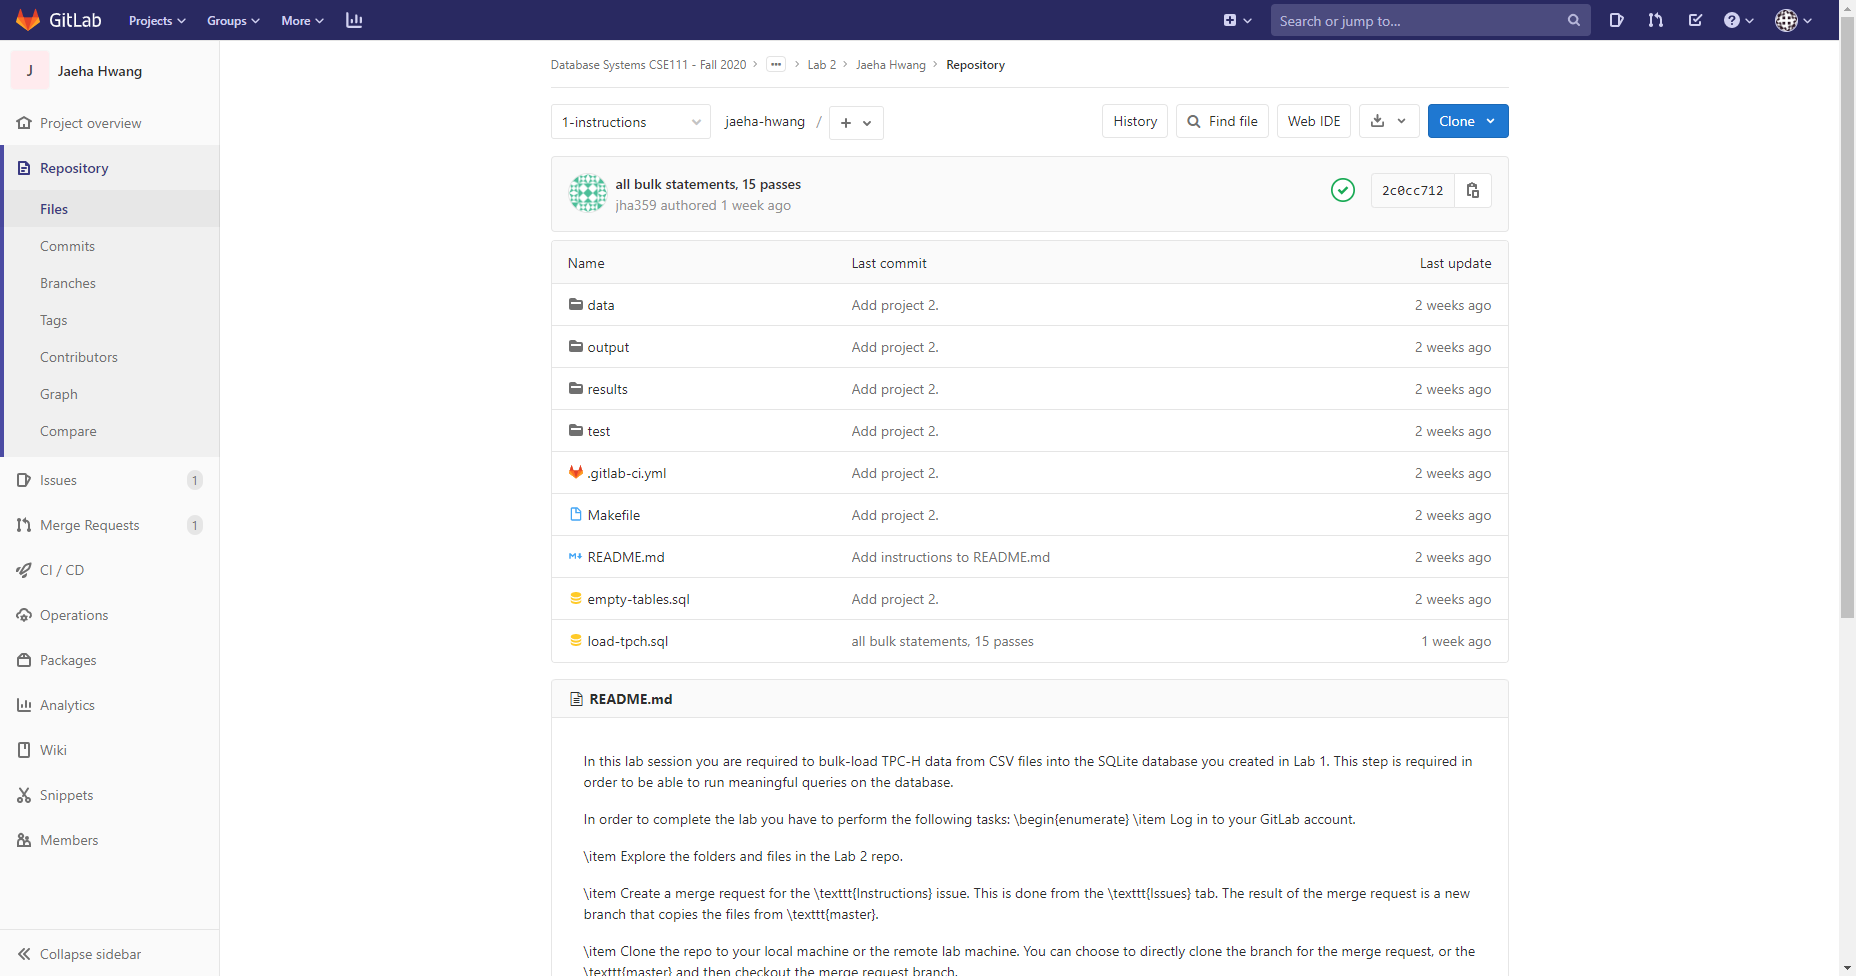 GitLab Projects Groups More Search or jump to...
J Jaeha Hwang
Project overview
Repository
Files
Commits
Branches
Tags
Contributors
Graph
Compare
Issues 1
Merge Requests 1
CI / CD
Operations
Packages
Analytics
Wiki
Snippets
Members
Collapse sidebar
Database Systems CSE111 - Fall 2020 > ... > Lab 2 > Jaeha Hwang > Repository
1-instructions jaeha-hwang / + History Find file Web IDE Clone
all bulk statements, 15 passes
jha359 authored 1 week ago
2c0cc712
Name Last commit Last update
data Add project 2. 2 weeks ago
output Add project 2. 2 weeks ago
results Add project 2. 2 weeks ago
test Add project 2. 2 weeks ago
.gitlab-ci.yml Add project 2. 2 weeks ago
Makefile Add project 2. 2 weeks ago
README.md Add instructions to README.md 2 weeks ago
empty-tables.sql Add project 2. 2 weeks ago
load-tpch.sql all bulk statements, 15 passes 1 week ago
README.md
In this lab session you are required to bulk-load TPC-H data from CSV files into the SQLite database you created in Lab 1. This step is required in
order to be able to run meaningful queries on the database.
In order to complete the lab you have to perform the following tasks: \begin{enumerate} \item Log in to your GitLab account.
\item Explore the folders and files in the Lab 2 repo.
\item Create a merge request for the \texttt{Instructions} issue. This is done from the \texttt{Issues} tab. The result of the merge request is a new
branch that copies the files from \texttt{master}.
\item Clone the repo to your local machine or the remote lab machine. You can choose to directly clone the branch for the merge request, or the
\texttt{master} and then checkout the merge request branch.